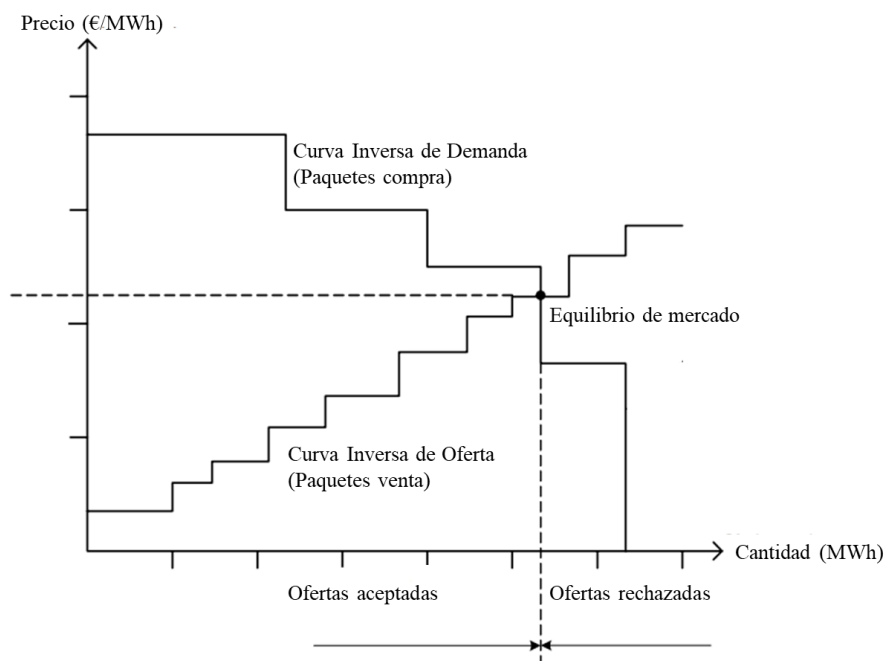 Precio (€/MWh)
Curva Inversa de Demanda
(Paquetes compra)
Equilibrio de mercado
Curva Inversa de Oferta
(Paquetes venta)
Cantidad (MWh)
Ofertas aceptadas
Ofertas rechazadas